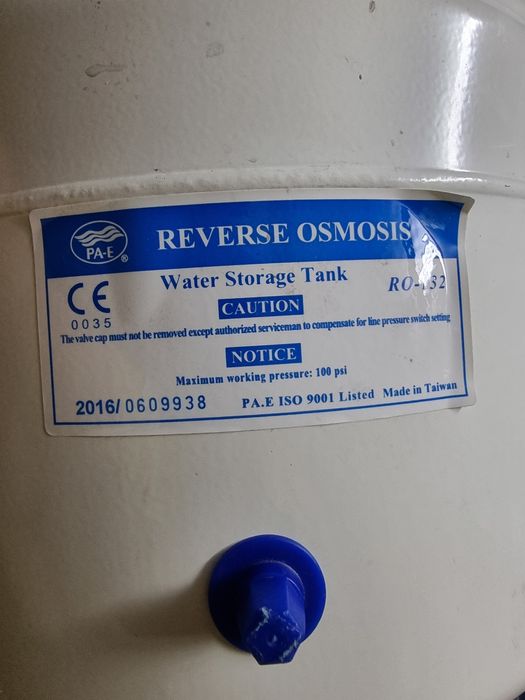 PA-E ®
REVERSE OSMOSIS
Water Storage Tank
RO-132
CE
0035
CAUTION
The valve cap must not be removed except authorized serviceman to compensate for line pressure switch setting
NOTICE
Maximum working pressure: 100 psi
2016/ 0609938
PA.E ISO 9001 Listed Made in Taiwan